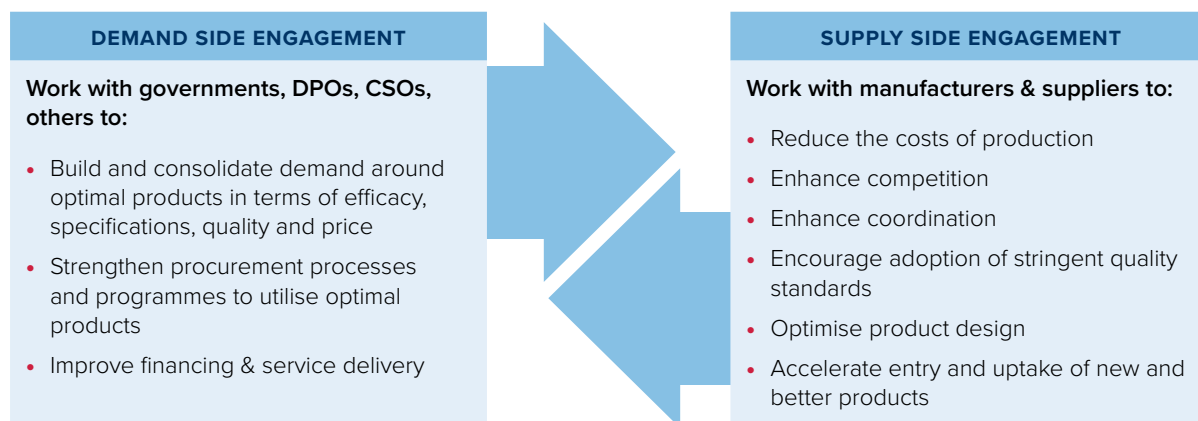 DEMAND SIDE ENGAGEMENT
Work with governments, DPOs, CSOs,
others to:
• Build and consolidate demand around
optimal products in terms of efficacy,
specifications, quality and price
• Strengthen procurement processes
and programmes to utilise optimal
products
• Improve financing & service delivery
SUPPLY SIDE ENGAGEMENT
Work with manufacturers & suppliers to:
• Reduce the costs of production
• Enhance competition
• Enhance coordination
• Encourage adoption of stringent quality
standards
• Optimise product design
• Accelerate entry and uptake of new and
better products